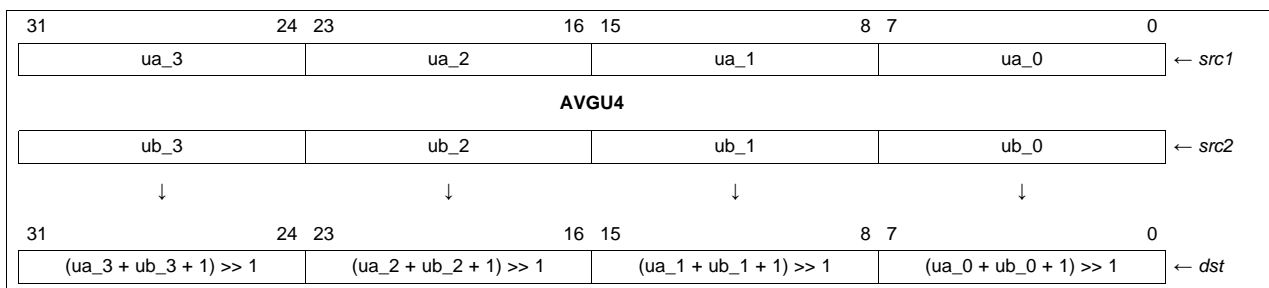 31 24 23 16 15 8 7 0
ua_3 ua_2 ua_1 ua_0 ← src1
AVGU4
ub_3 ub_2 ub_1 ub_0 ← src2
↓ ↓ ↓ ↓
31 24 23 16 15 8 7 0
(ua_3 + ub_3 + 1) >> 1 (ua_2 + ub_2 + 1) >> 1 (ua_1 + ub_1 + 1) >> 1 (ua_0 + ub_0 + 1) >> 1 ← dst